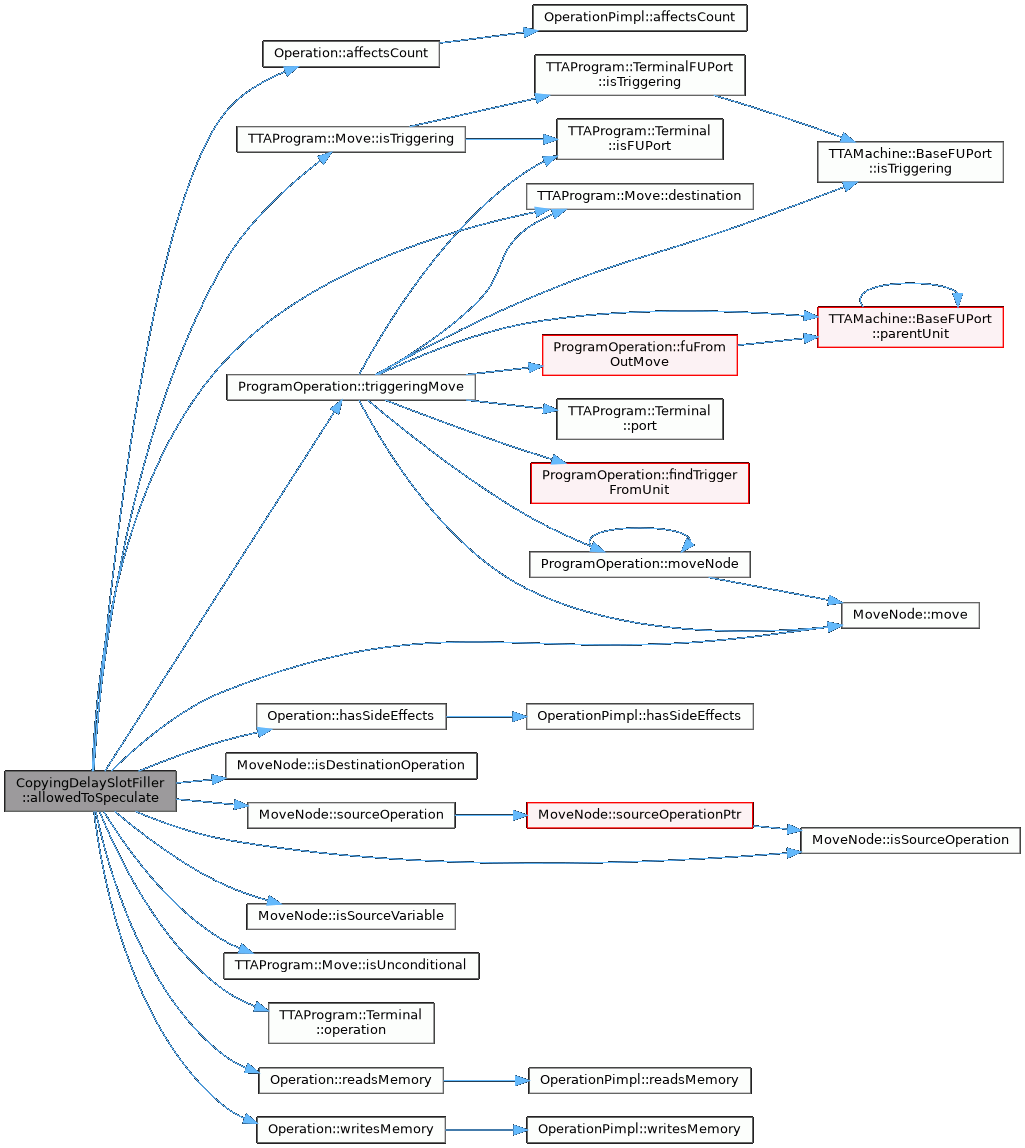 OperationPimpl::affectsCount
Operation::affectsCount
TTAProgram::TerminalFUPort
::isTriggering
TTAProgram::Move::isTriggering
TTAProgram::Terminal
::isFUPort
TTAMachine::BaseFUPort
::isTriggering
TTAProgram::Move::destination
TTAMachine::BaseFUPort
::parentUnit
ProgramOperation::fuFrom
OutMove
ProgramOperation::triggeringMove
TTAProgram::Terminal
::port
ProgramOperation::findTrigger
FromUnit
ProgramOperation::moveNode
MoveNode::move
Operation::hasSideEffects
OperationPimpl::hasSideEffects
MoveNode::isDestinationOperation
CopyingDelaySlotFiller
::allowedToSpeculate
MoveNode::sourceOperation
MoveNode::sourceOperationPtr
MoveNode::isSourceOperation
MoveNode::isSourceVariable
TTAProgram::Move::isUnconditional
TTAProgram::Terminal
::operation
Operation::readsMemory
OperationPimpl::readsMemory
Operation::writesMemory
OperationPimpl::writesMemory